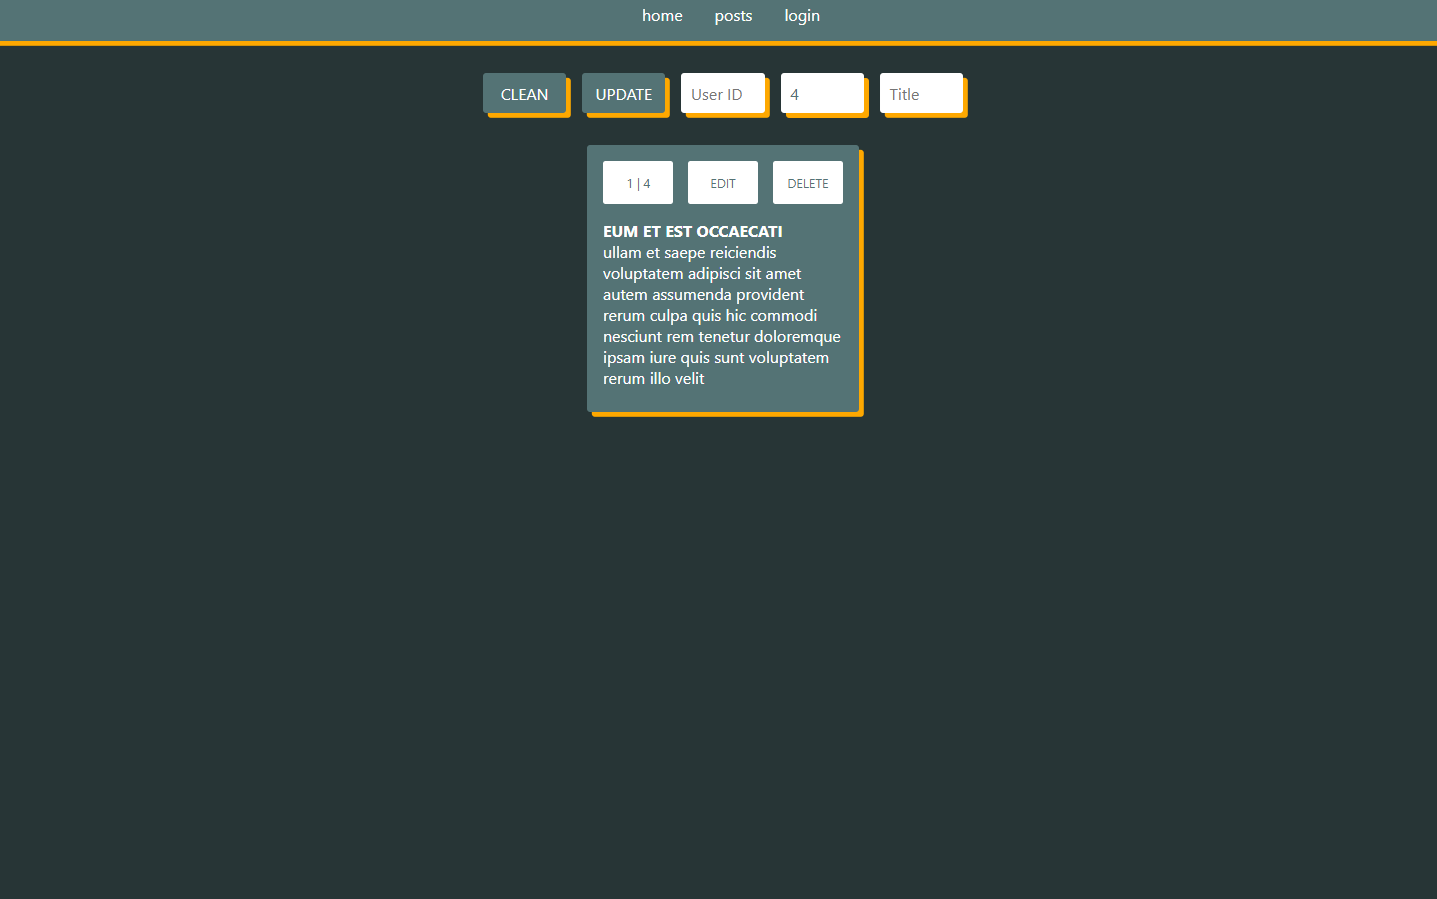 home posts login
CLEAN UPDATE User ID 4 Title
1 | 4 EDIT DELETE
EUM ET EST OCCAECATI
ullam et saepe reiciendis
voluptatem adipisci sit amet
autem assumenda provident
rerum culpa quis hic commodi
nesciunt rem tenetur doloremque
ipsam iure quis sunt voluptatem
rerum illo velit